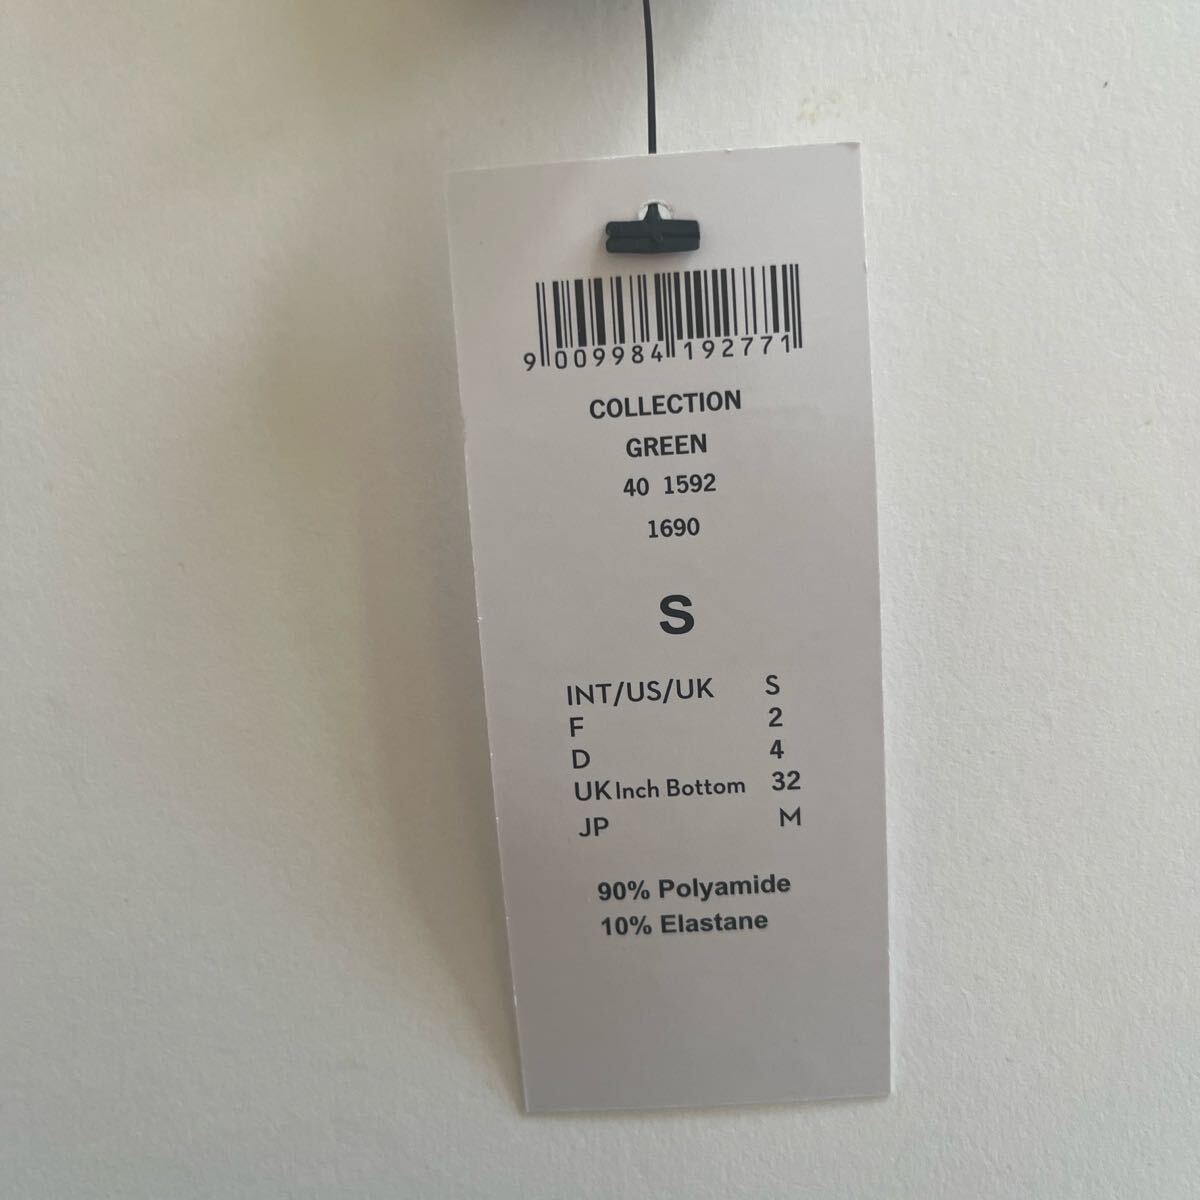 9 009984 192771
COLLECTION
GREEN
40 1592
1690
S
INT/US/UK S
F 2
D 4
UK Inch Bottom 32
JP M
90% Polyamide
10% Elastane